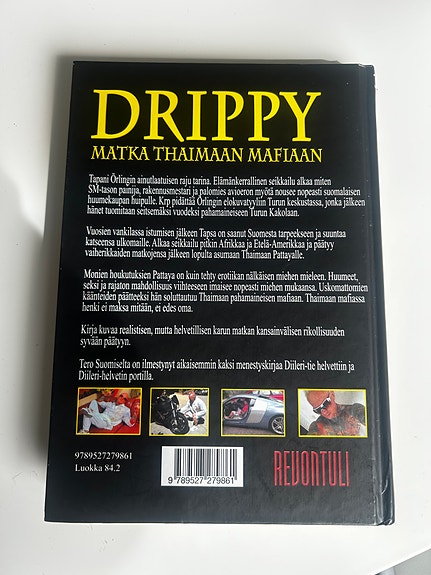 DRIPPY
MATKA THAIMAAN MAFIAAN
Tapani Örlingin ainutlaatuisen raju tarina. Elämänkerrallinen seikkailu alkaa miten
SM-tason painija, rakennusmestari ja palomies avioeron myötä nousee nopeasti suomalaisen
huumekaupan huipulle. Krp pidättää Örlingin elokuvatyyliin Turun keskustassa, jonka jälkeen
hänet tuomitaan seitsemäksi vuodeksi pahamaineiseen Turun Kakolaan.
Vuosien vankilassa istumisen jälkeen Tapsa on saanut Suomesta tarpeekseen ja suuntaa
katseensa ulkomaille. Alkaa seikkailu pitkin Afrikkaa ja Etelä-Amerikkaa ja päätyy
vaiherikkaiden matkojensa jälkeen lopulta asumaan Thaimaan Pattayalle.
Monien houkutuksien Pattaya on kuin tehty erotiikan nälkäisen miehen mieleen. Huumeet,
seksi ja rajaton mahdollisuus viihteeseen imaisee nopeasti miehen mukaansa. Uskomattomien
käänteiden päätteeksi hän soluttautuu Thaimaan pahamaineisen mafiaan. Thaimaan mafiassa
henki ei maksa mitään, ei edes oma.
Kirja kuvaa realistisen, mutta helvetillisen karun matkan kansainvälisen rikollisuuden
syvään päätyyn.
Tero Suomiselta on ilmestynyt aikaisemmin kaksi menestyskirjaa Diileri-tie helvettiin ja
Diileri-helvetin portilla.
9789527279861
Luokka 84.2
9 789527 279861
REVONTULI